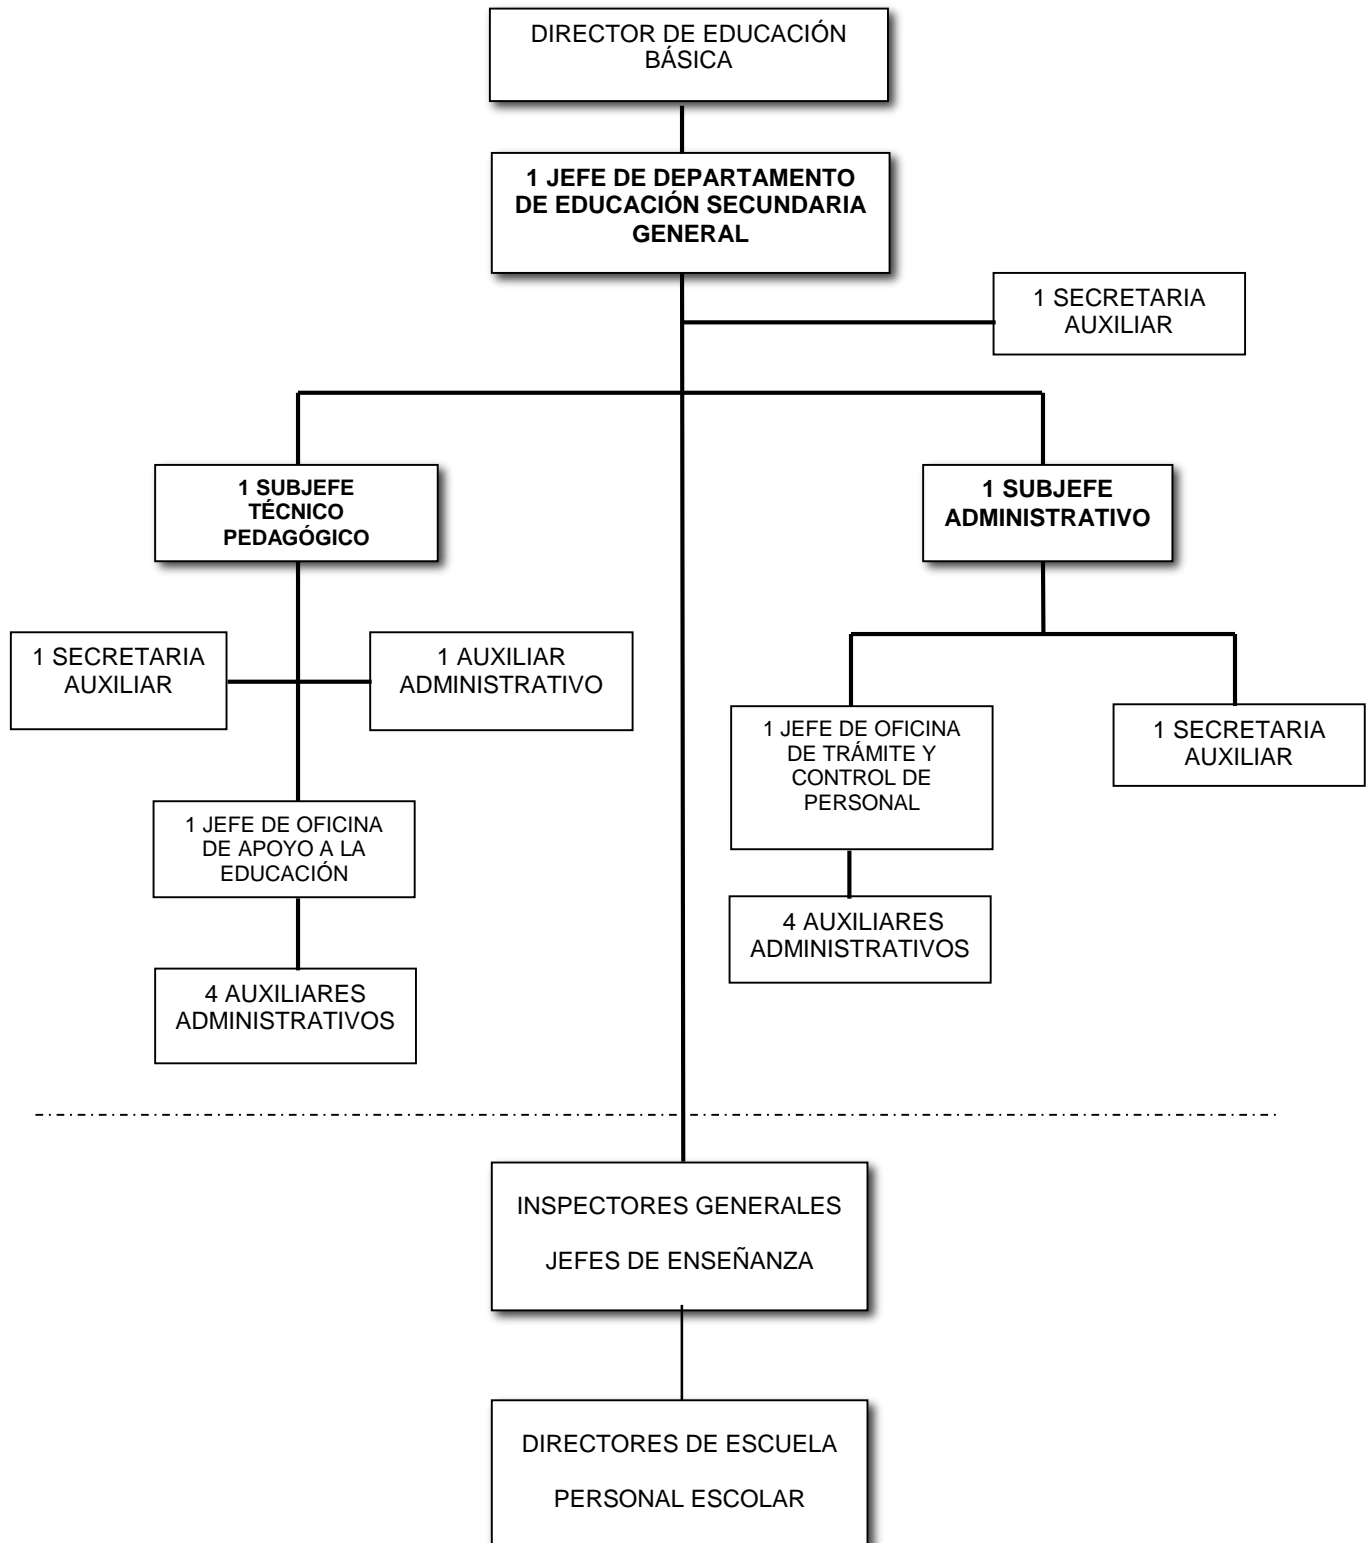 DIRECTOR DE EDUCACIÓN
BÁSICA
1 JEFE DE DEPARTAMENTO
DE EDUCACIÓN SECUNDARIA
GENERAL
1 SECRETARIA
AUXILIAR
1 SUBJEFE
TÉCNICO
PEDAGÓGICO
1 SUBJEFE
ADMINISTRATIVO
1 SECRETARIA
AUXILIAR
1 AUXILIAR
ADMINISTRATIVO
1 JEFE DE OFICINA
DE TRÁMITE Y
CONTROL DE
PERSONAL
1 SECRETARIA
AUXILIAR
1 JEFE DE OFICINA
DE APOYO A LA
EDUCACIÓN
4 AUXILIARES
ADMINISTRATIVOS
4 AUXILIARES
ADMINISTRATIVOS
INSPECTORES GENERALES
JEFES DE ENSEÑANZA
DIRECTORES DE ESCUELA
PERSONAL ESCOLAR